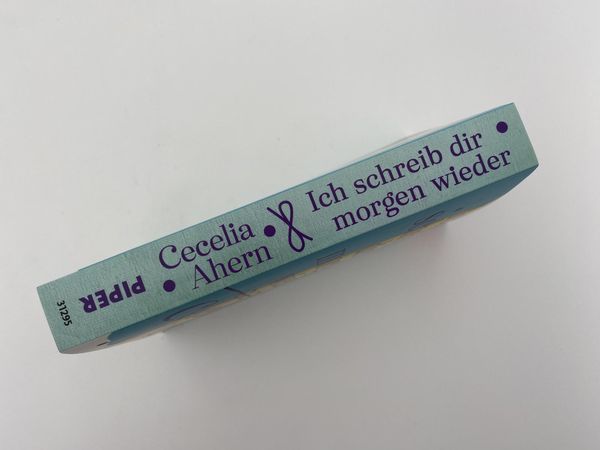 Cecelia
Ahern
Ich schreib dir
morgen wieder
PIPER
31295